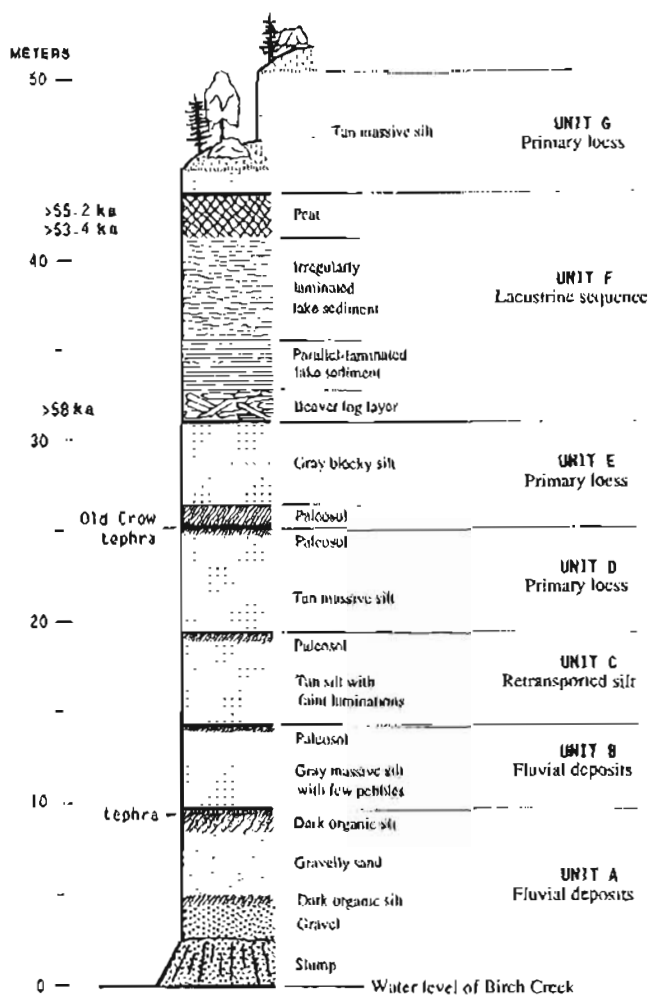 METERS
50
Tan massive silt
UNIT G
Primary loess
>55.2 ka
>53.4 ka
Peat
40
Irregularly
laminated
lake sediment
UNIT F
Lacustrine sequence
Parallel-laminated
lake sediment
>58 ka
Beaver log layer
30
Gray blocky silt
UNIT E
Primary loess
Paleosol
Old Crow
tephra
Paleosol
UNIT D
Primary loess
Tan massive silt
20
Paleosol
UNIT C
Retransported silt
Tan silt with
faint laminations
Paleosol
UNIT B
Fluvial deposits
Gray massive silt
with few pebbles
10
tephra
Dark organic silt
Gravelly sand
UNIT A
Fluvial deposits
Dark organic silt
Gravel
Slump
0
Water level of Birch Creek